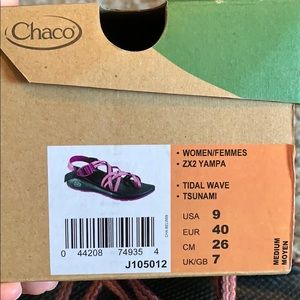 Chaco
• WOMEN/FEMMES
• ZX2 YAMPA
• TIDAL WAVE
• TSUNAMI
USA 9
EUR 40
CM 26
UK/GB 7
MEDIUM
MOYEN
0 44208 74935 4
J105012